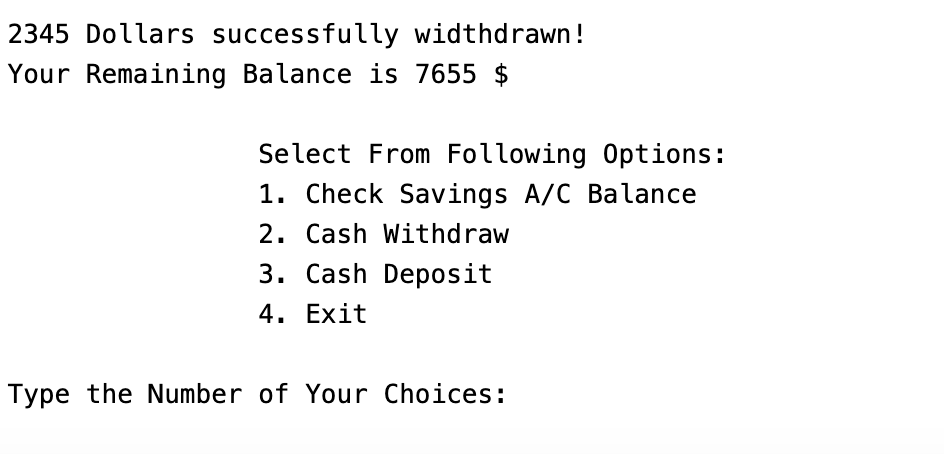 2345 Dollars successfully widthdrawn!
Your Remaining Balance is 7655 $
Select From Following Options:
1. Check Savings A/C Balance
2. Cash Withdraw
3. Cash Deposit
4. Exit
Type the Number of Your Choices: